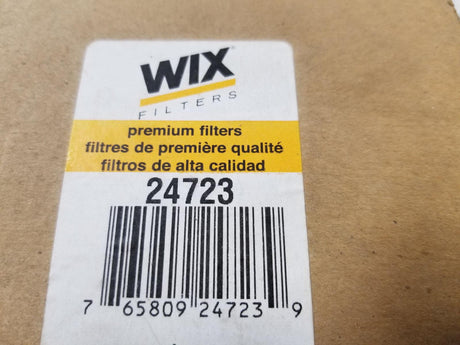 WIX
FILTERS
premium filters
filtres de première qualité
filtros de alta calidad
24723
7 65809 24723 9